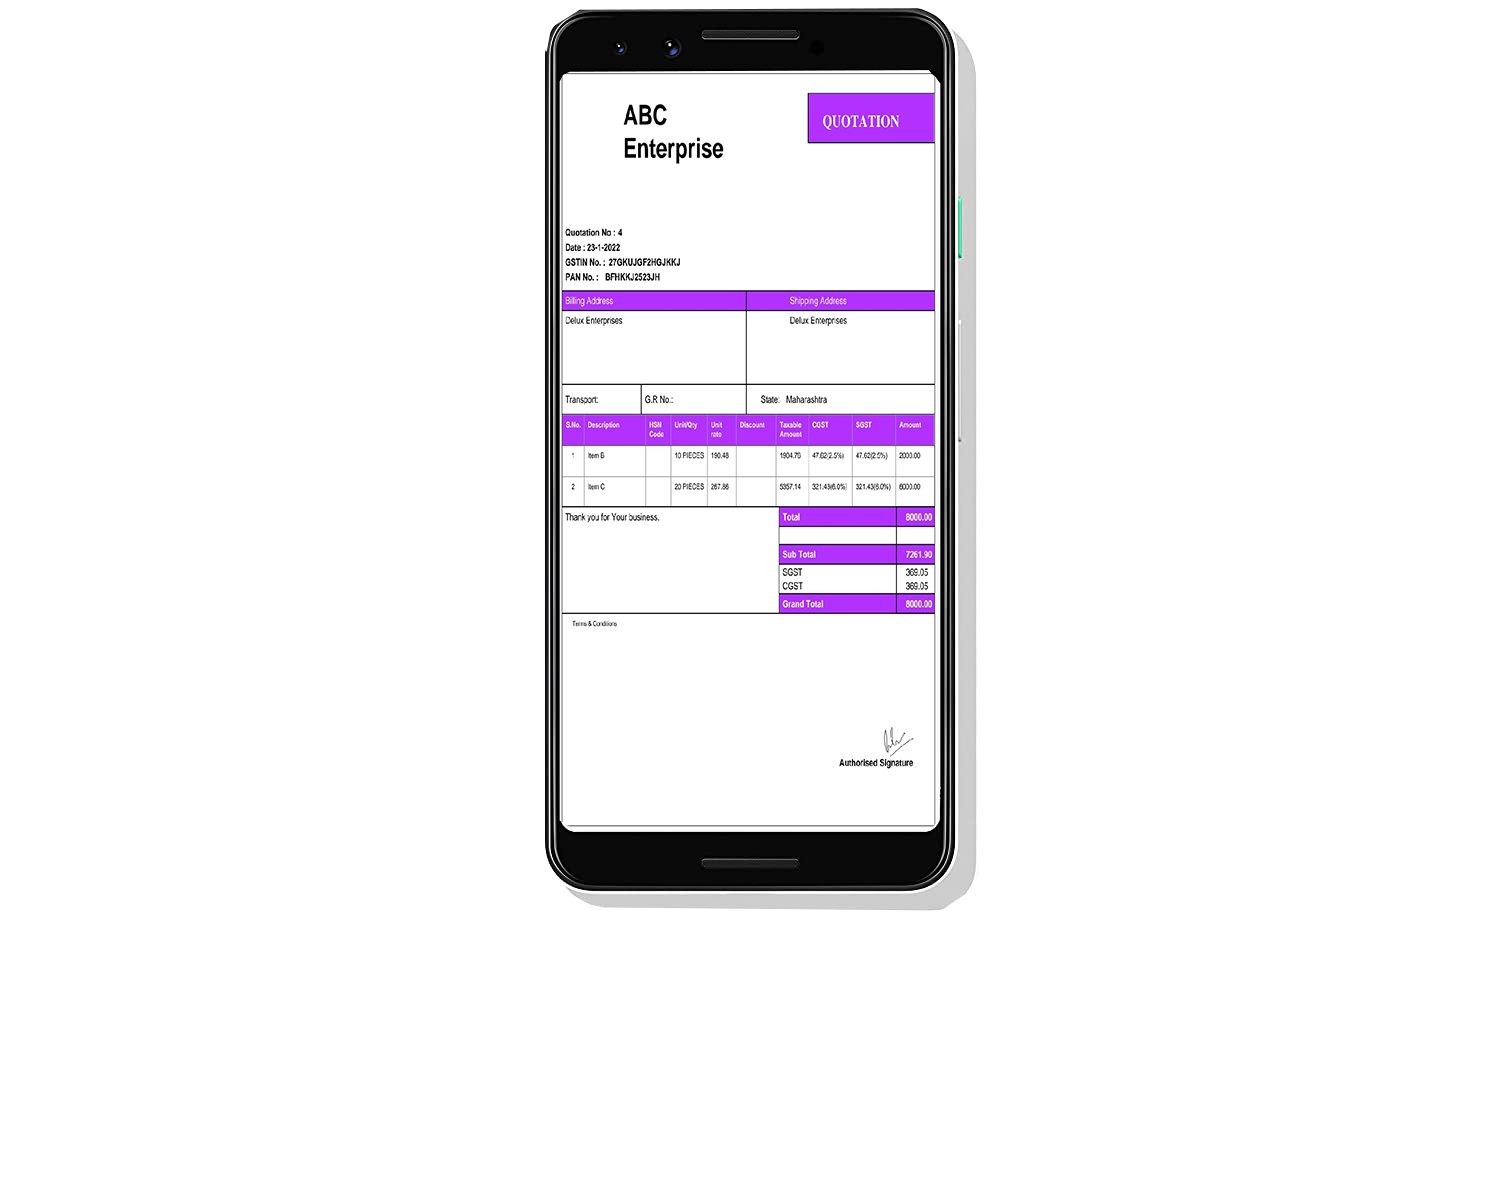 ABC
Enterprise
QUOTATION
Quotation No : 4
Date : 23-1-2022
GSTIN No. : 27GKUJGF2HGJKKJ
PAN No. : BFHKKJ2523JH
Billing Address Shipping Address
Delux Enterprises Delux Enterprises
Transport: G.R No.: State: Maharashtra
S.No. Description HSN Code Unit/Qty Unit rate Discount Taxable Amount CGST SGST Amount
1 Item B 10 PIECES 190.48 1904.76 47.62(2.5%) 47.62(2.5%) 2000.00
2 Item C 20 PIECES 267.86 5357.14 321.43(6.0%) 321.43(6.0%) 6000.00
Thank you for Your business. Total 8000.00
Sub Total 7261.90
SGST 369.05
CGST 369.05
Grand Total 8000.00
Terms & Conditions
Authorised Signature